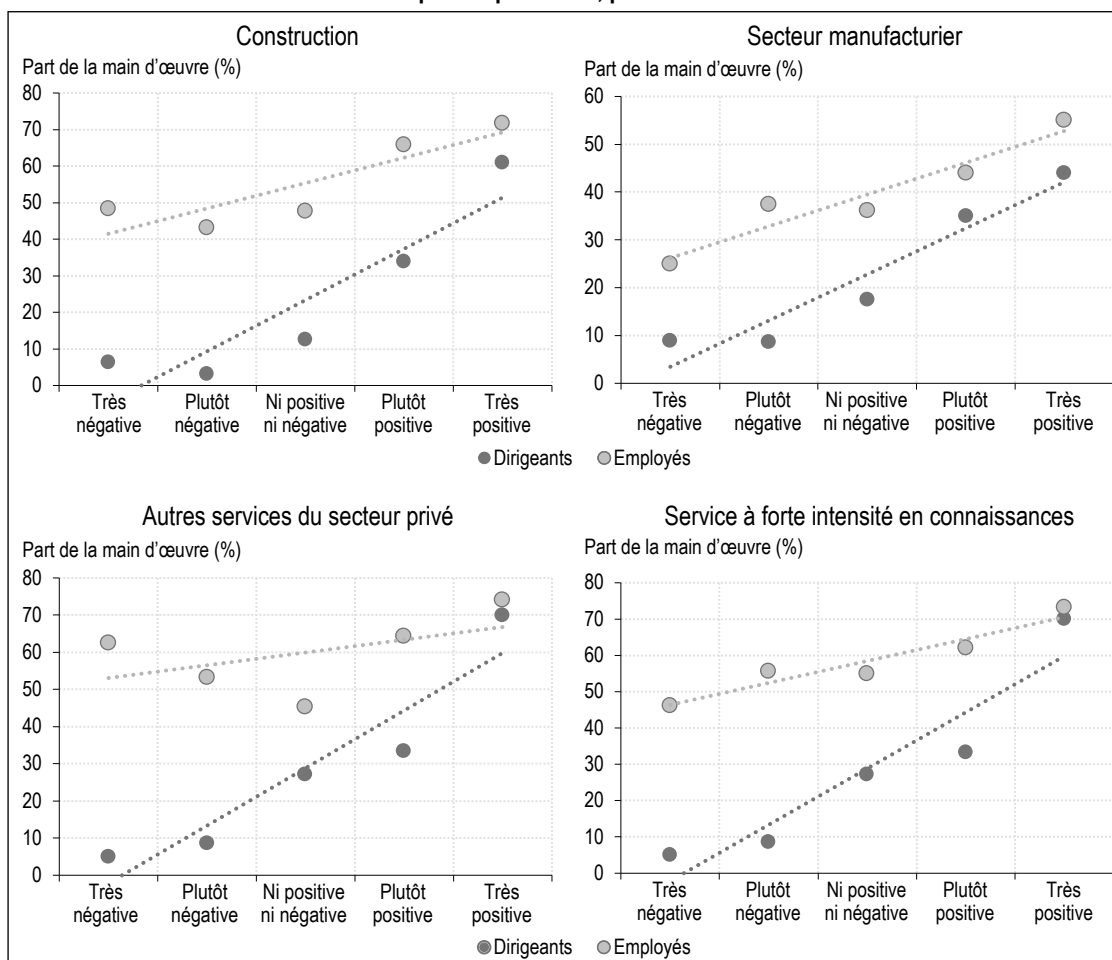 Construction
Part de la main d'œuvre (%)
80
70
60
50
40
30
20
10
0
Très
négative
Plutôt
négative
Ni positive
ni négative
Plutôt
positive
Très
positive
Secteur manufacturier
Part de la main d'œuvre (%)
60
50
40
30
20
10
0
Très
négative
Plutôt
négative
Ni positive
ni négative
Plutôt
positive
Très
positive
Dirigeants
Employés
Autres services du secteur privé
Part de la main d'œuvre (%)
80
70
60
50
40
30
20
10
0
Très
négative
Plutôt
négative
Ni positive
ni négative
Plutôt
positive
Très
positive
Service à forte intensité en connaissances
Part de la main d'œuvre (%)
80
70
60
50
40
30
20
10
0
Très
négative
Plutôt
négative
Ni positive
ni négative
Plutôt
positive
Très
positive
Dirigeants
Employés